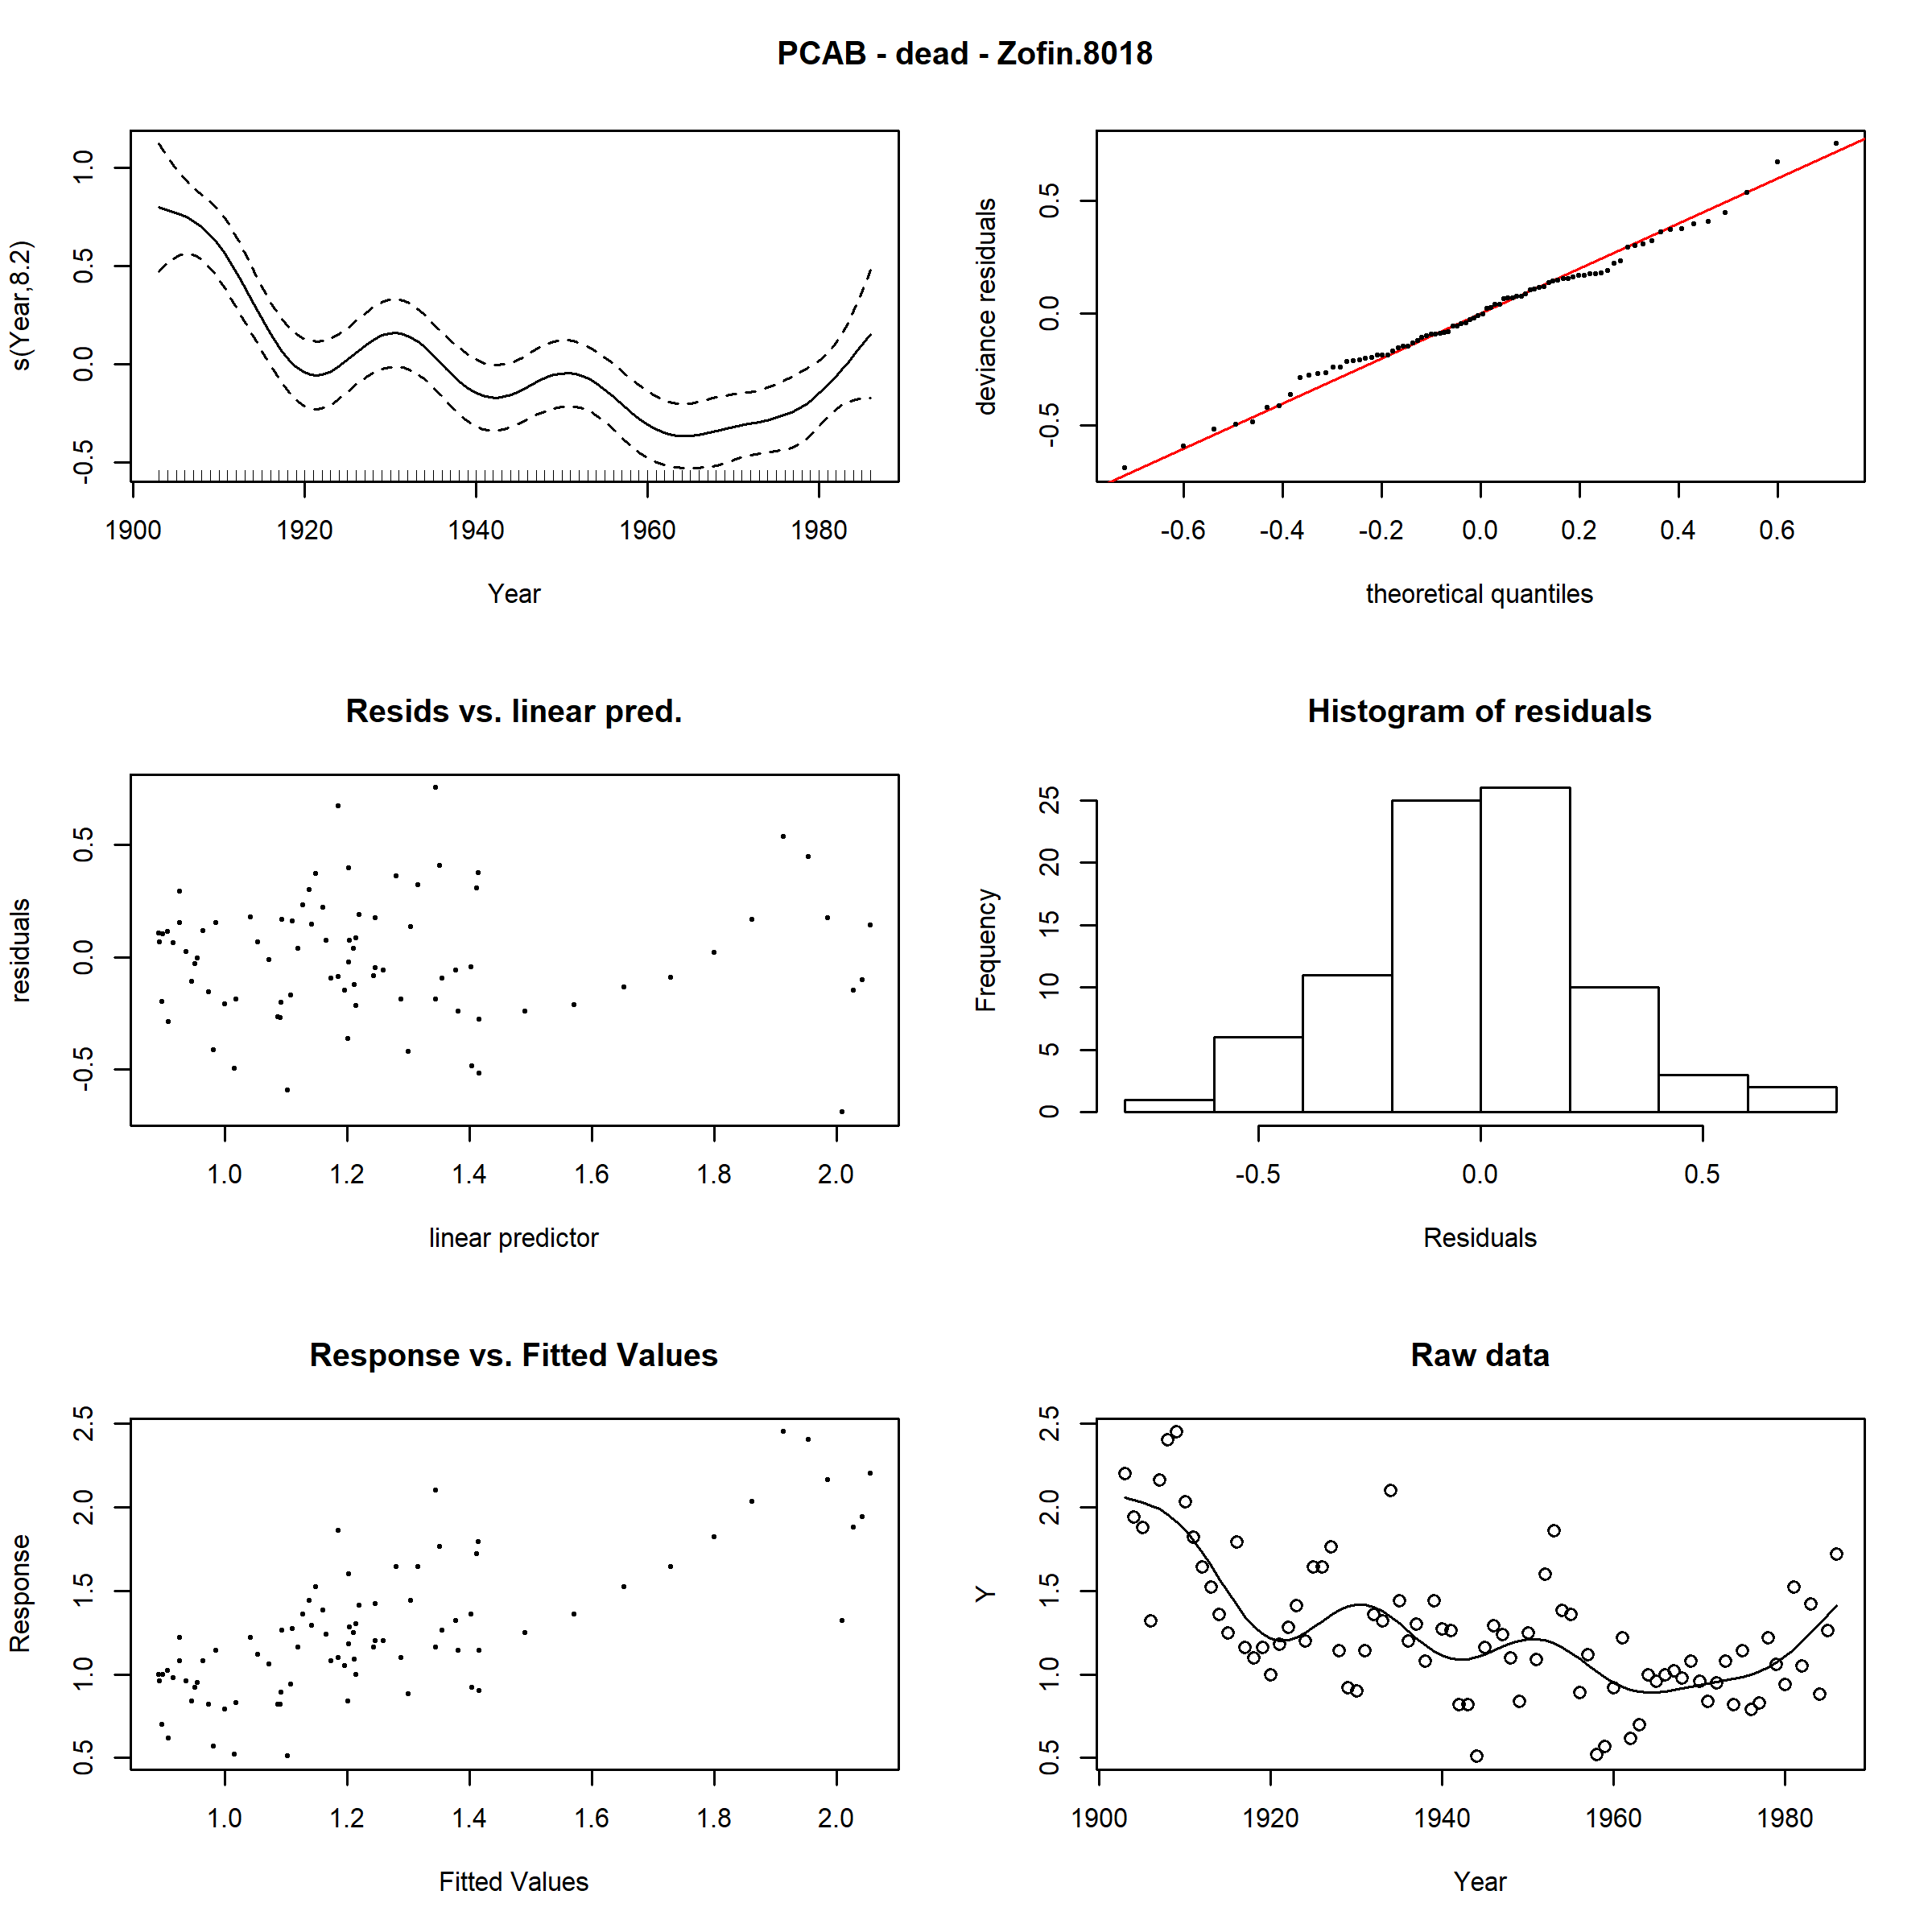 PCAB - dead - Zofin.8018
s(Year,8.2)
1.0
0.5
0.0
-0.5
1900 1920 1940 1960 1980
Year
deviance residuals
0.5
0.0
-0.5
-0.6 -0.4 -0.2 0.0 0.2 0.4 0.6
theoretical quantiles
Resids vs. linear pred.
residuals
0.5
0.0
-0.5
1.0 1.2 1.4 1.6 1.8 2.0
linear predictor
Histogram of residuals
Frequency
25
20
15
10
5
0
-0.5 0.0 0.5
Residuals
Response vs. Fitted Values
Response
2.5
2.0
1.5
1.0
0.5
1.0 1.2 1.4 1.6 1.8 2.0
Fitted Values
Raw data
Y
2.5
2.0
1.5
1.0
0.5
1900 1920 1940 1960 1980
Year